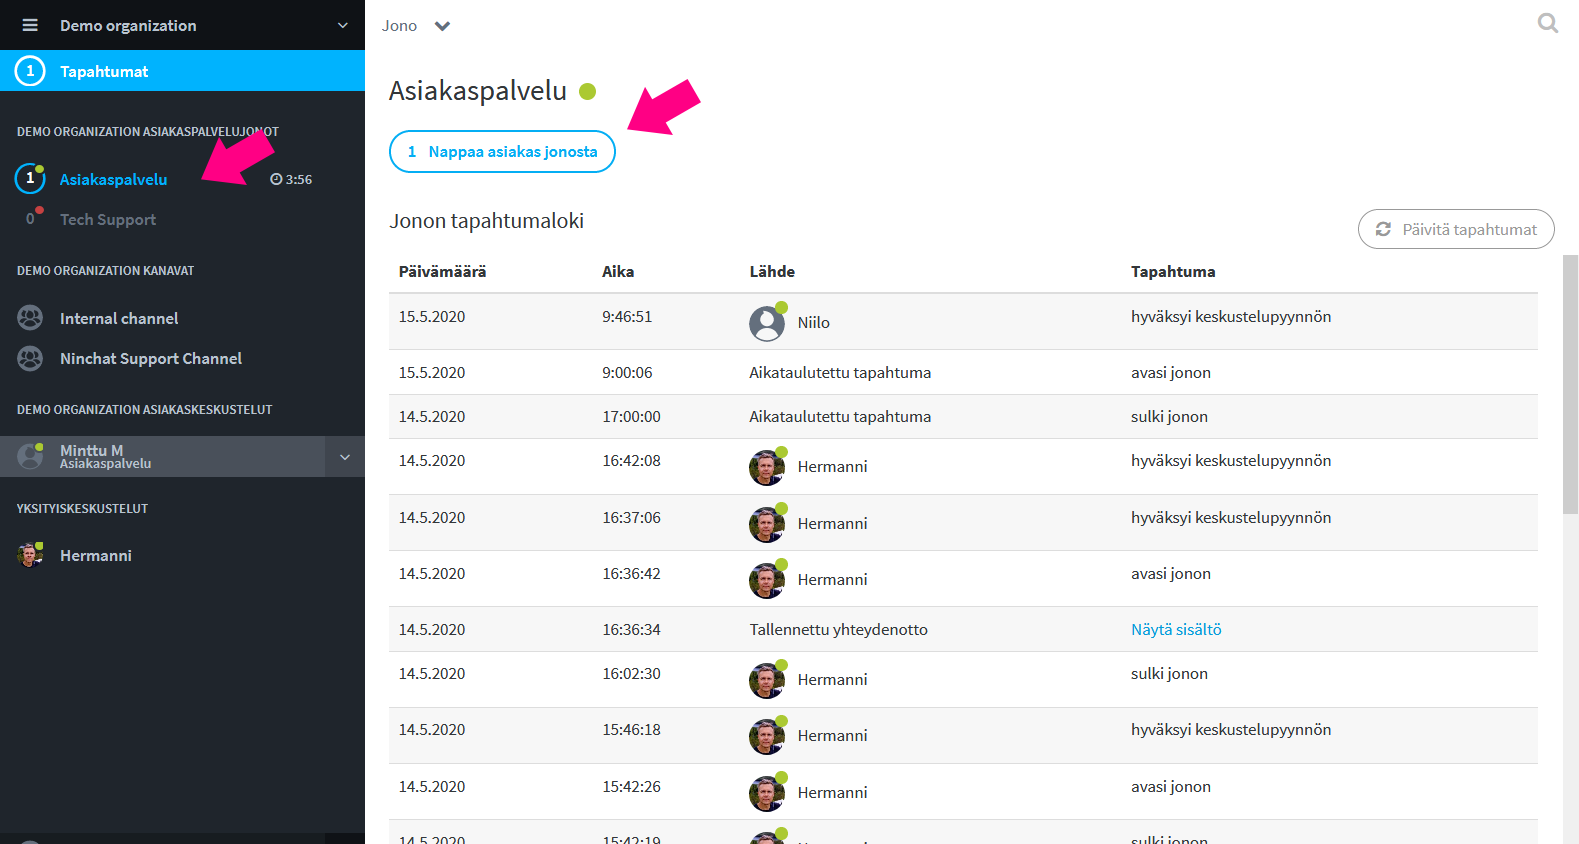 Demo organization
Jono
1 Tapahtumat
Asiakaspalvelu
DEMO ORGANIZATION ASIAKASPALVELUJONOT
1 Nappaa asiakas jonosta
1 Asiakaspalvelu 3:56
0 Tech Support
Jonon tapahtumaloki
Päivitä tapahtumat
DEMO ORGANIZATION KANAVAT
Internal channel
Ninchat Support Channel
DEMO ORGANIZATION ASIAKASKESKUSTELUT
Minttu M
Asiakaspalvelu
YKSITYISKESKUSTELUT
Hermanni
Päivämäärä Aika Lähde Tapahtuma
15.5.2020 9:46:51 Niilo hyväksyi keskustelupyynnön
15.5.2020 9:00:06 Aikataulutettu tapahtuma avasi jonon
14.5.2020 17:00:00 Aikataulutettu tapahtuma sulki jonon
14.5.2020 16:42:08 Hermanni hyväksyi keskustelupyynnön
14.5.2020 16:37:06 Hermanni hyväksyi keskustelupyynnön
14.5.2020 16:36:42 Hermanni avasi jonon
14.5.2020 16:36:34 Tallennettu yhteydenotto Näytä sisältö
14.5.2020 16:02:30 Hermanni sulki jonon
14.5.2020 15:46:18 Hermanni hyväksyi keskustelupyynnön
14.5.2020 15:42:26 Hermanni avasi jonon
14.5.2020 15:42:19 sulki jonon